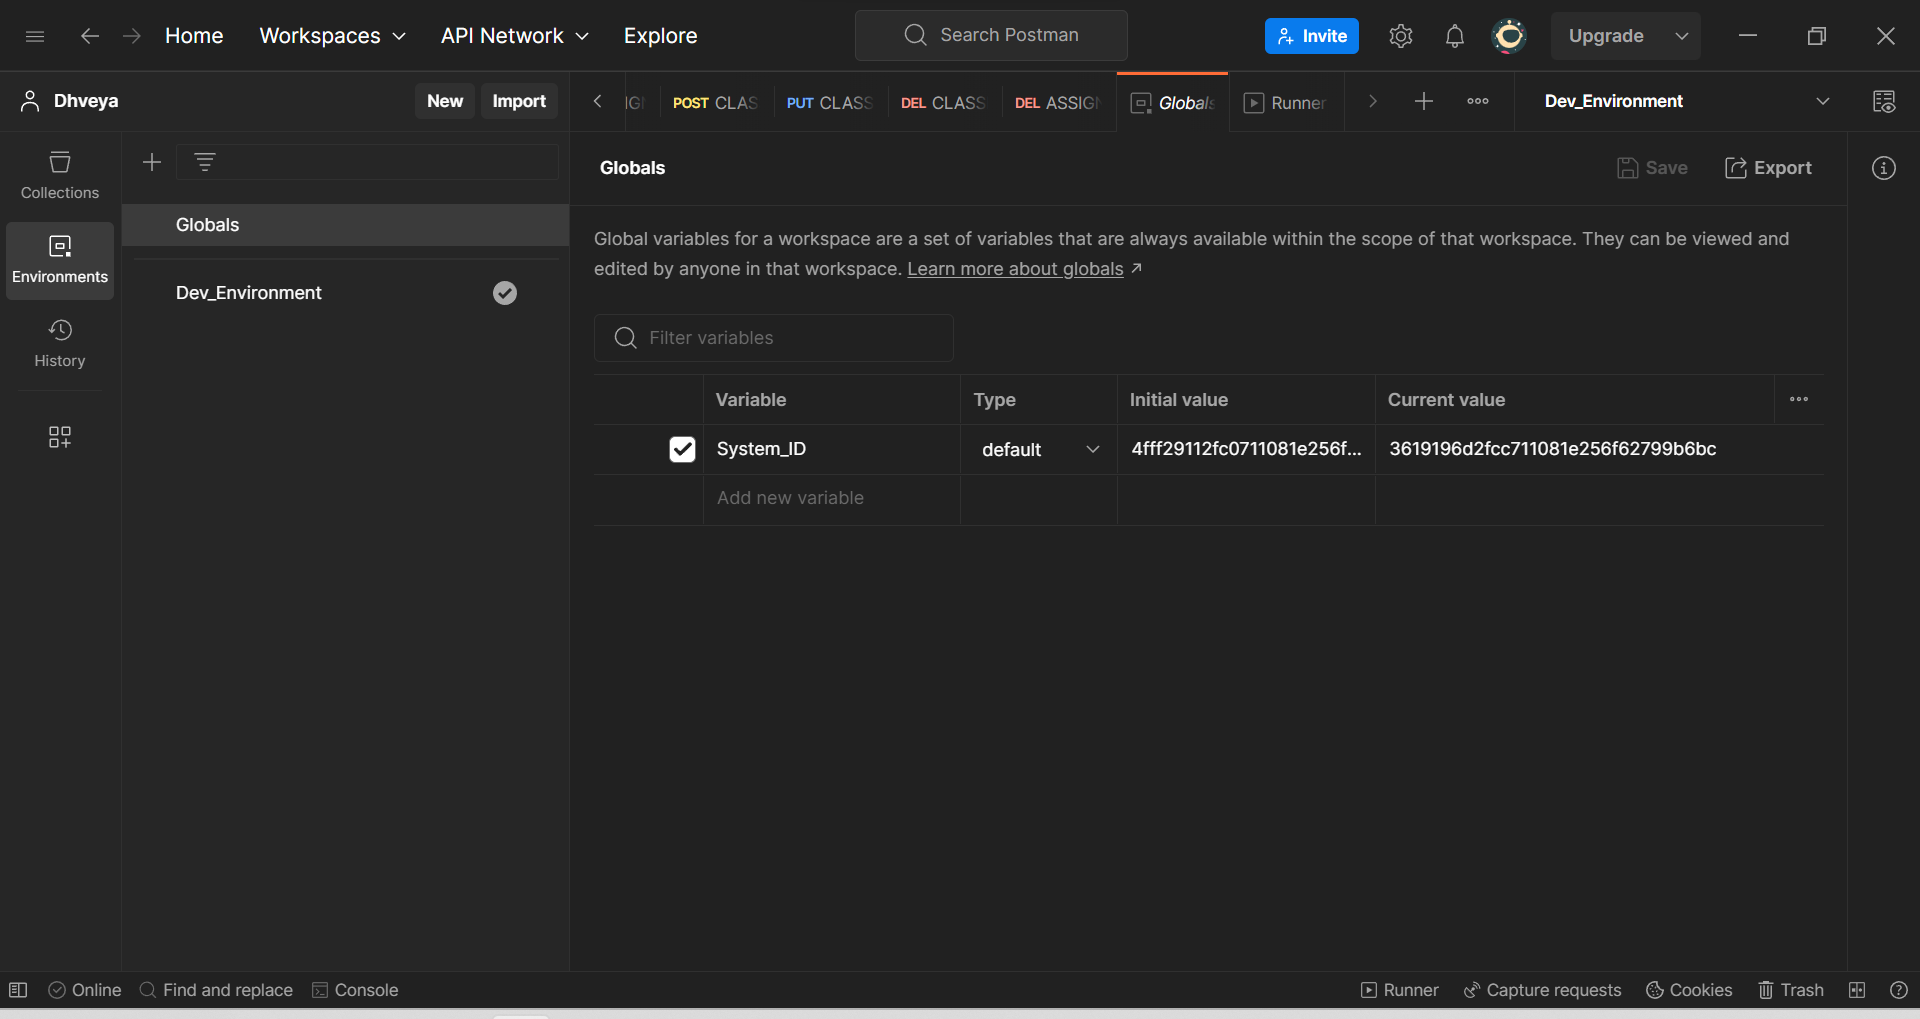 Home Workspaces API Network Explore Search Postman Invite Upgrade
Dhveya New Import POST CLAS PUT CLASS DEL CLASS DEL ASSIGN Globals Runner Dev_Environment
Collections
Environments
History
Globals
Dev_Environment
Globals Save Export
Global variables for a workspace are a set of variables that are always available within the scope of that workspace. They can be viewed and
edited by anyone in that workspace. Learn more about globals ↗
Filter variables
Variable Type Initial value Current value
System_ID default 4fff29112fc0711081e256f... 3619196d2fcc711081e256f62799b6bc
Add new variable
Online Find and replace Console Runner Capture requests Cookies Trash